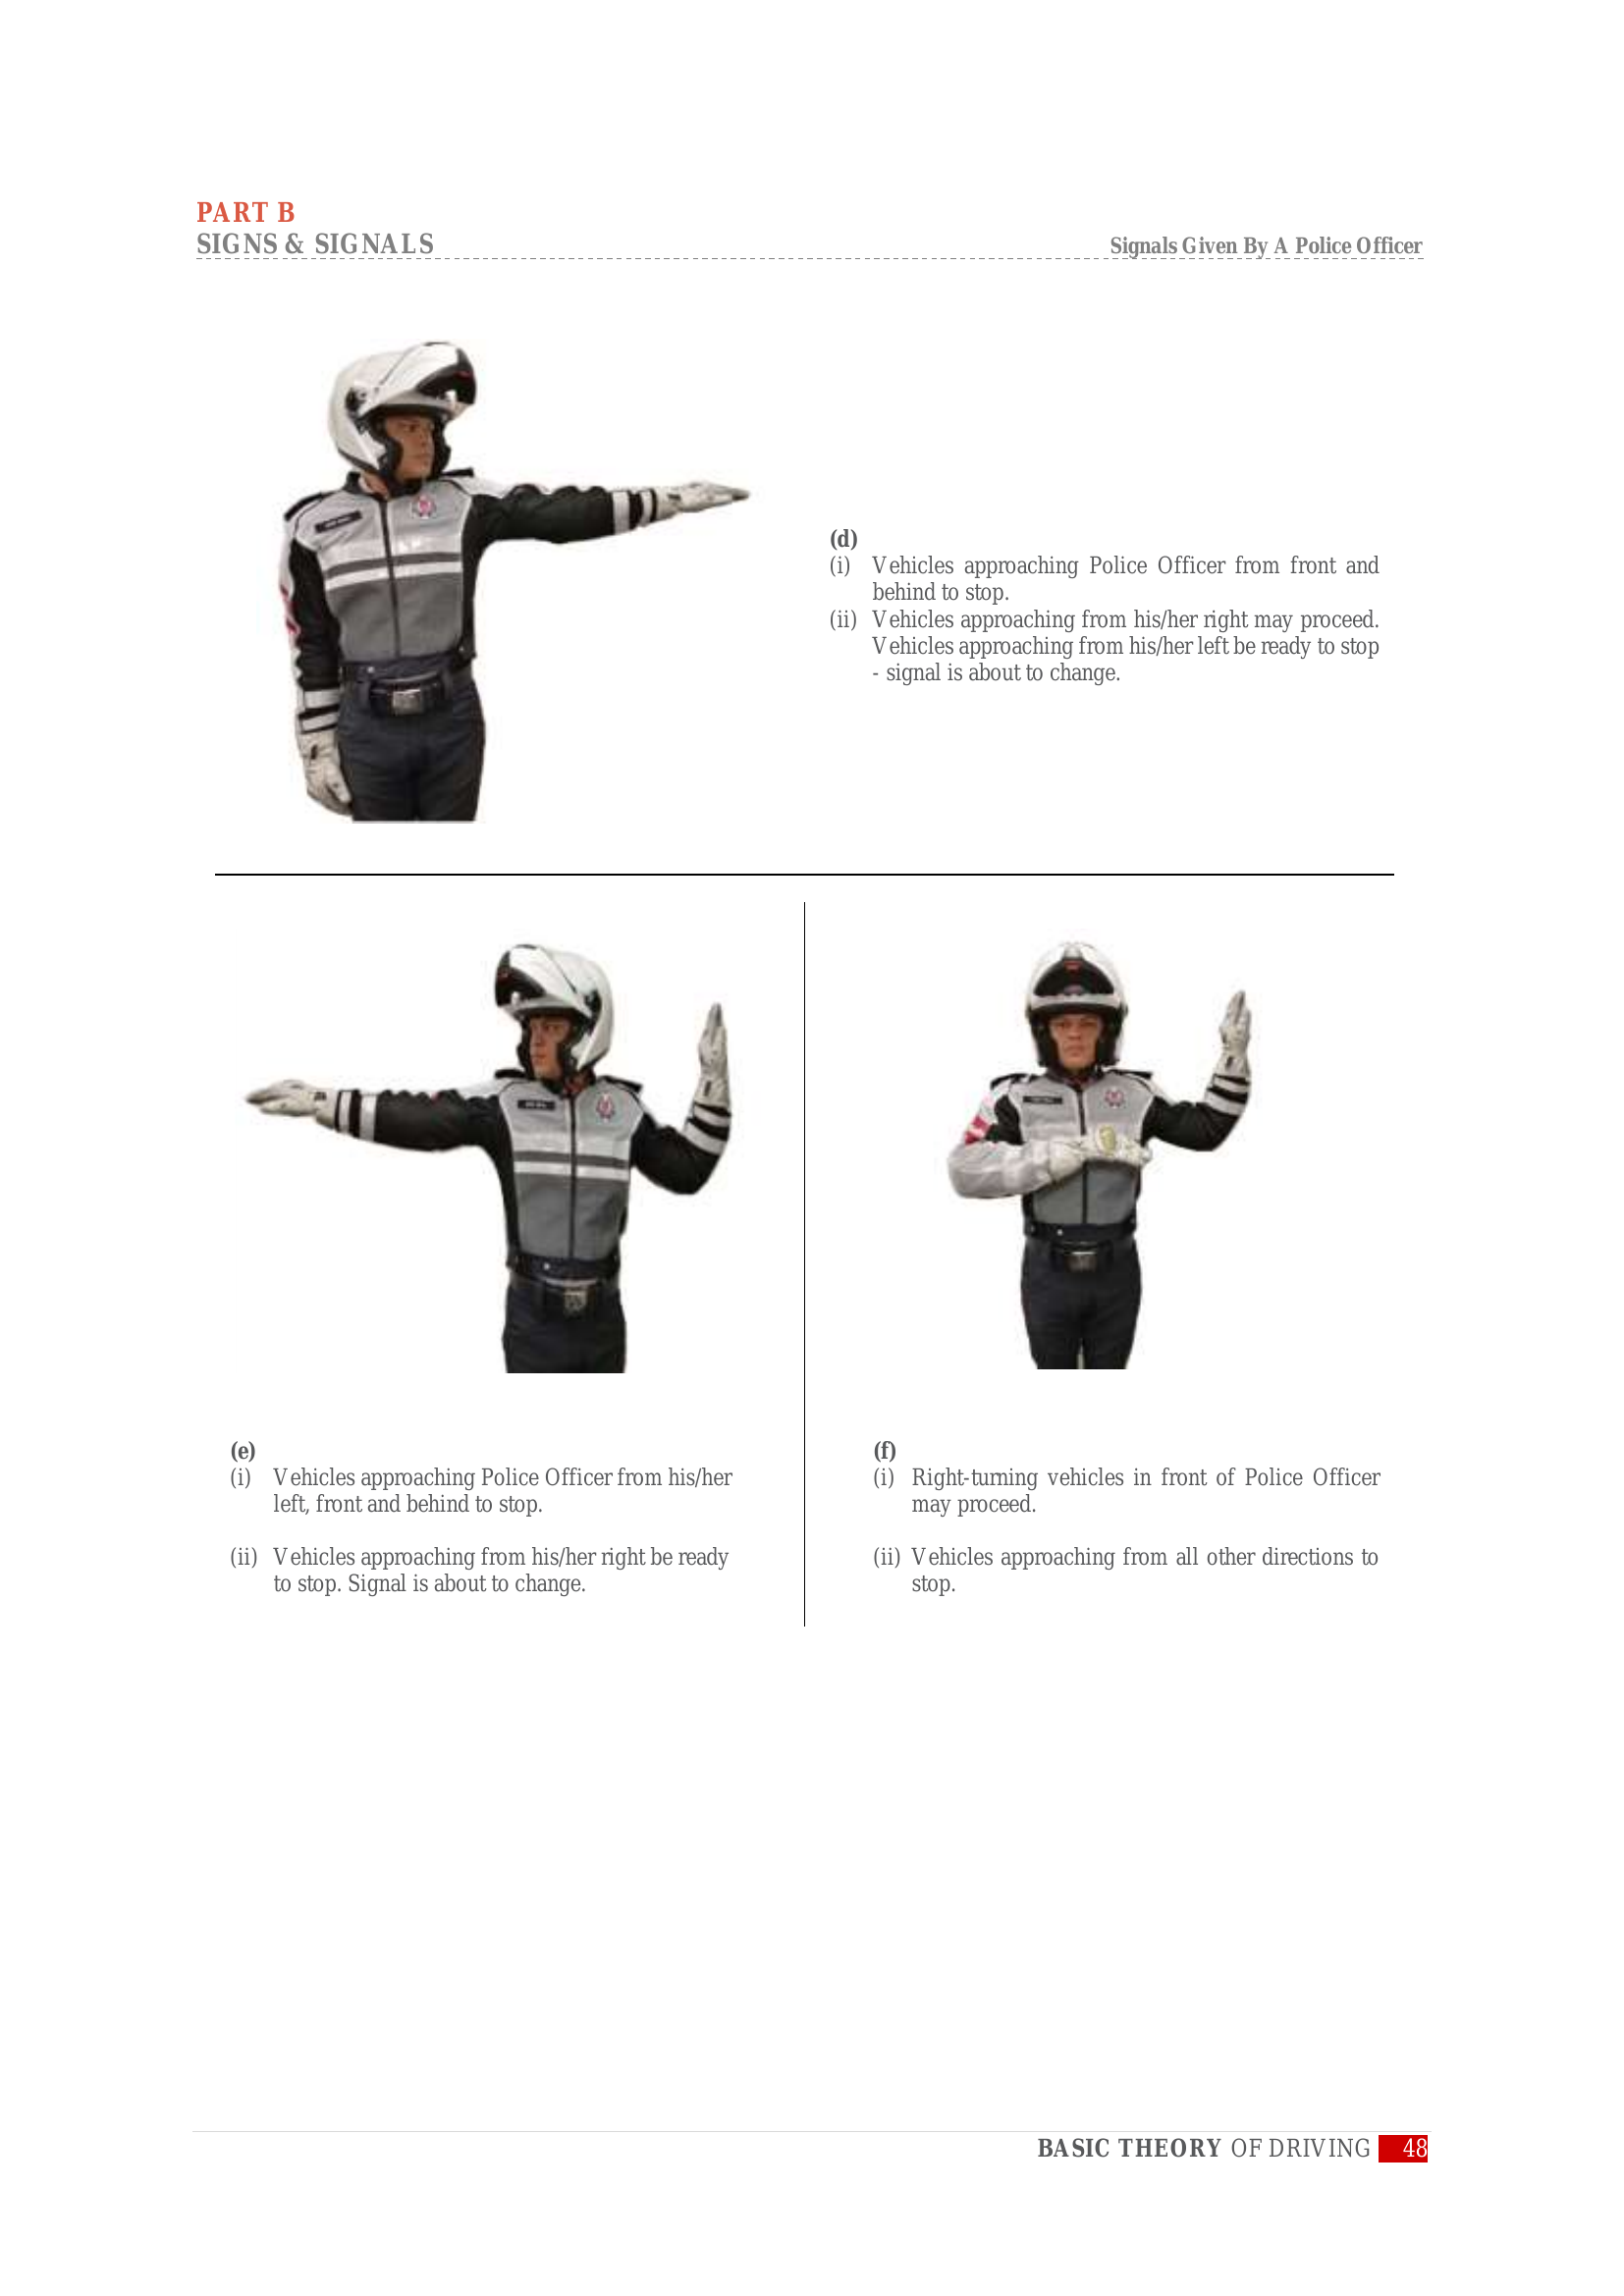 PART B
SIGNS & SIGNALS
Signals Given By A Police Officer
(d)
(i) Vehicles approaching Police Officer from front and
behind to stop.
(ii) Vehicles approaching from his/her right may proceed.
Vehicles approaching from his/her left be ready to stop
- signal is about to change.
(e)
(i) Vehicles approaching Police Officer from his/her
left, front and behind to stop.
(ii) Vehicles approaching from his/her right be ready
to stop. Signal is about to change.
(f)
(i) Right-turning vehicles in front of Police Officer
may proceed.
(ii) Vehicles approaching from all other directions to
stop.
BASIC THEORY OF DRIVING 48